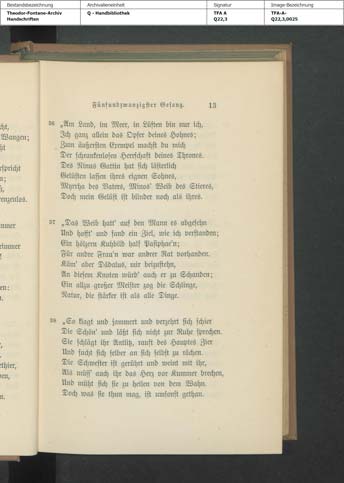 Bestandsbezeichnung
Archivalieneinheit
Signatur
Image-Bezeichnung
Theodor-Fontane-Archiv
Handschriften
Q - Handbibliothek
TFA A
Q22,3
TFA-A-
Q22,3,0025
Fünfundzwanzigster Gesang. 13
36 „Am Land, im Meer, in Lüften bin nur ich,
Ich ganz allein das Opfer deines Hohnes;
Zum äußersten Exempel machst du mich
Der schrankenlosen Herrschaft deines Thrones.
Des Ninus Gattin hat sich lästerlich
Gelüsten lassen ihres eignen Sohnes,
Myrrha des Vaters, Minos' Weib des Stieres,
Doch mein Gelüst ist blinder noch als ihres.
37 „Das Weib hatt' auf den Mann es abgesehn
Und hofft' und fand ein Ziel, wie ich verstanden;
Ein hölzern Kuhbild half Pasiphae'n;
Für andre Frau'n war andrer Rat vorhanden.
Käm' aber Dädalus, mir beizustehn,
An diesem Knoten würd' auch er zu Schanden;
Ein allzu großer Meister zog die Schlinge,
Natur, die stärker ist als alle Dinge.
38 „So klagt und jammert und verzehrt sich schier
Die Schön' und läßt sich nicht zur Ruhe sprechen.
Sie schlägt ihr Antlitz, rauft des Hauptes Zier
Und sucht sich selber an sich selbst zu rächen.
Die Schwester ist gerührt und weint mit ihr,
Als müss' auch ihr das Herz vor Kummer brechen,
Und müht sich sie zu heilen von dem Wahn.
Doch was sie thun mag, ist umsonst gethan.